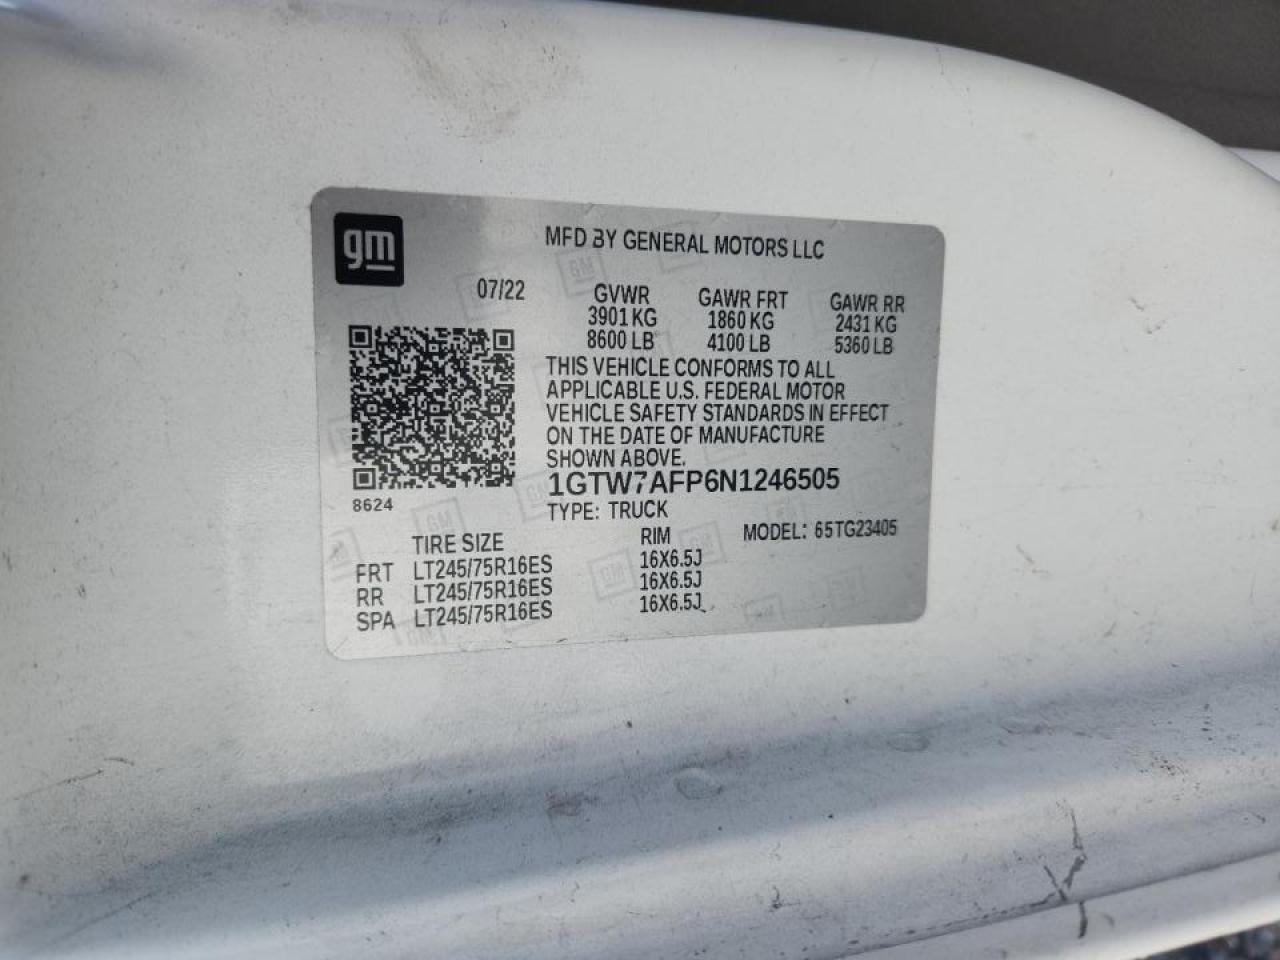 gm
MFD BY GENERAL MOTORS LLC
07/22
GVWR GAWR FRT GAWR RR
3901 KG 1860 KG 2431 KG
8600 LB 4100 LB 5360 LB
THIS VEHICLE CONFORMS TO ALL
APPLICABLE U.S. FEDERAL MOTOR
VEHICLE SAFETY STANDARDS IN EFFECT
ON THE DATE OF MANUFACTURE
SHOWN ABOVE.
8624
1GTW7AFP6N1246505
TYPE: TRUCK
MODEL: 65TG23405
TIRE SIZE RIM
FRT LT245/75R16ES 16X6.5J
RR LT245/75R16ES 16X6.5J
SPA LT245/75R16ES 16X6.5J